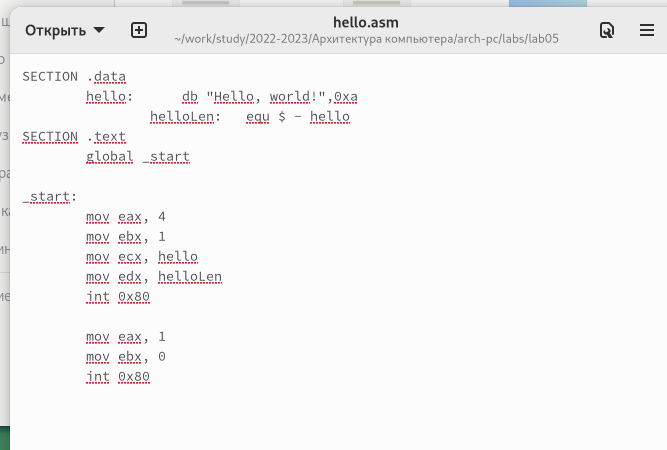 Открыть
hello.asm
~/work/study/2022-2023/Архитектура компьютера/arch-pc/labs/lab05
SECTION .data
hello: db "Hello, world!",0xa
helloLen: equ $ - hello
SECTION .text
global _start
_start:
mov eax, 4
mov ebx, 1
mov ecx, hello
mov edx, helloLen
int 0x80
mov eax, 1
mov ebx, 0
int 0x80